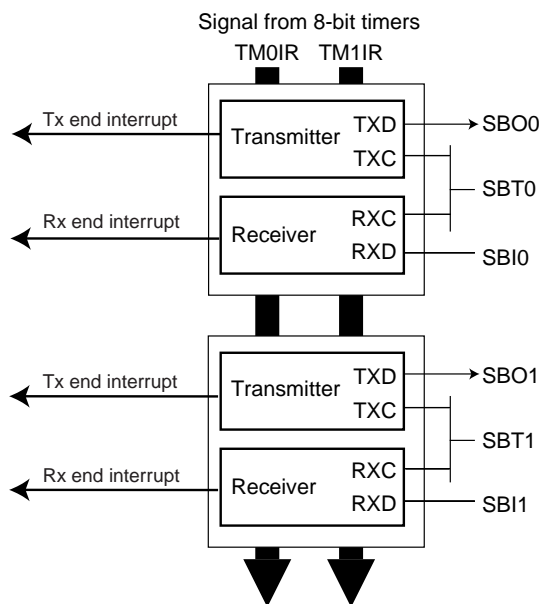 Signal from 8-bit timers
TM0IR TM1IR
Tx end interrupt
Transmitter
TXD
SBO0
TXC
SBT0
Rx end interrupt
Receiver
RXC
RXD
SBI0
Tx end interrupt
Transmitter
TXD
SBO1
TXC
SBT1
Rx end interrupt
Receiver
RXC
RXD
SBI1